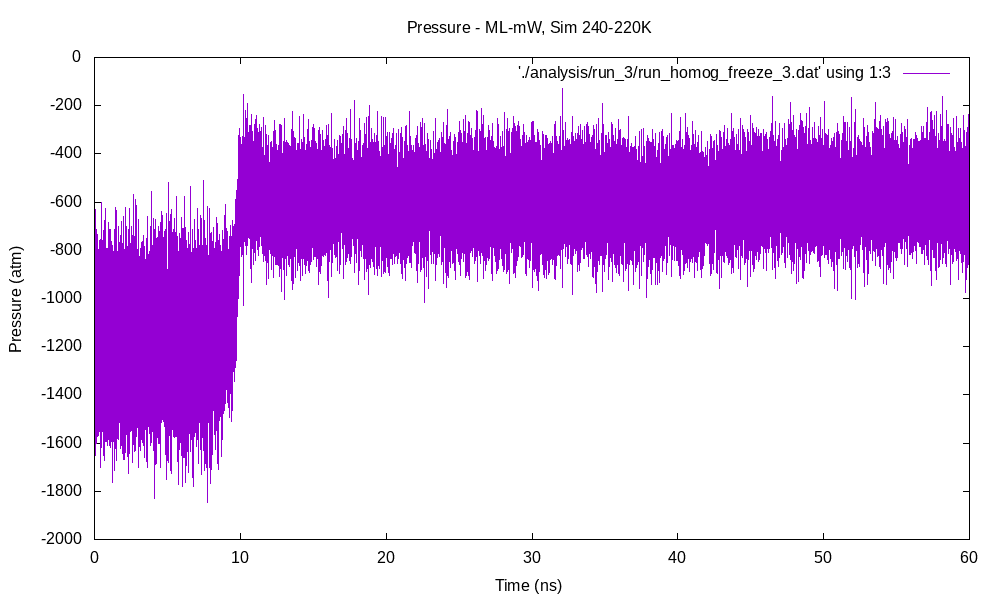 Pressure - ML-mW, Sim 240-220K
'./analysis/run_3/run_homog_freeze_3.dat' using 1:3
0
-200
-400
-600
-800
-1000
-1200
-1400
-1600
-1800
-2000
Pressure (atm)
0 10 20 30 40 50 60
Time (ns)